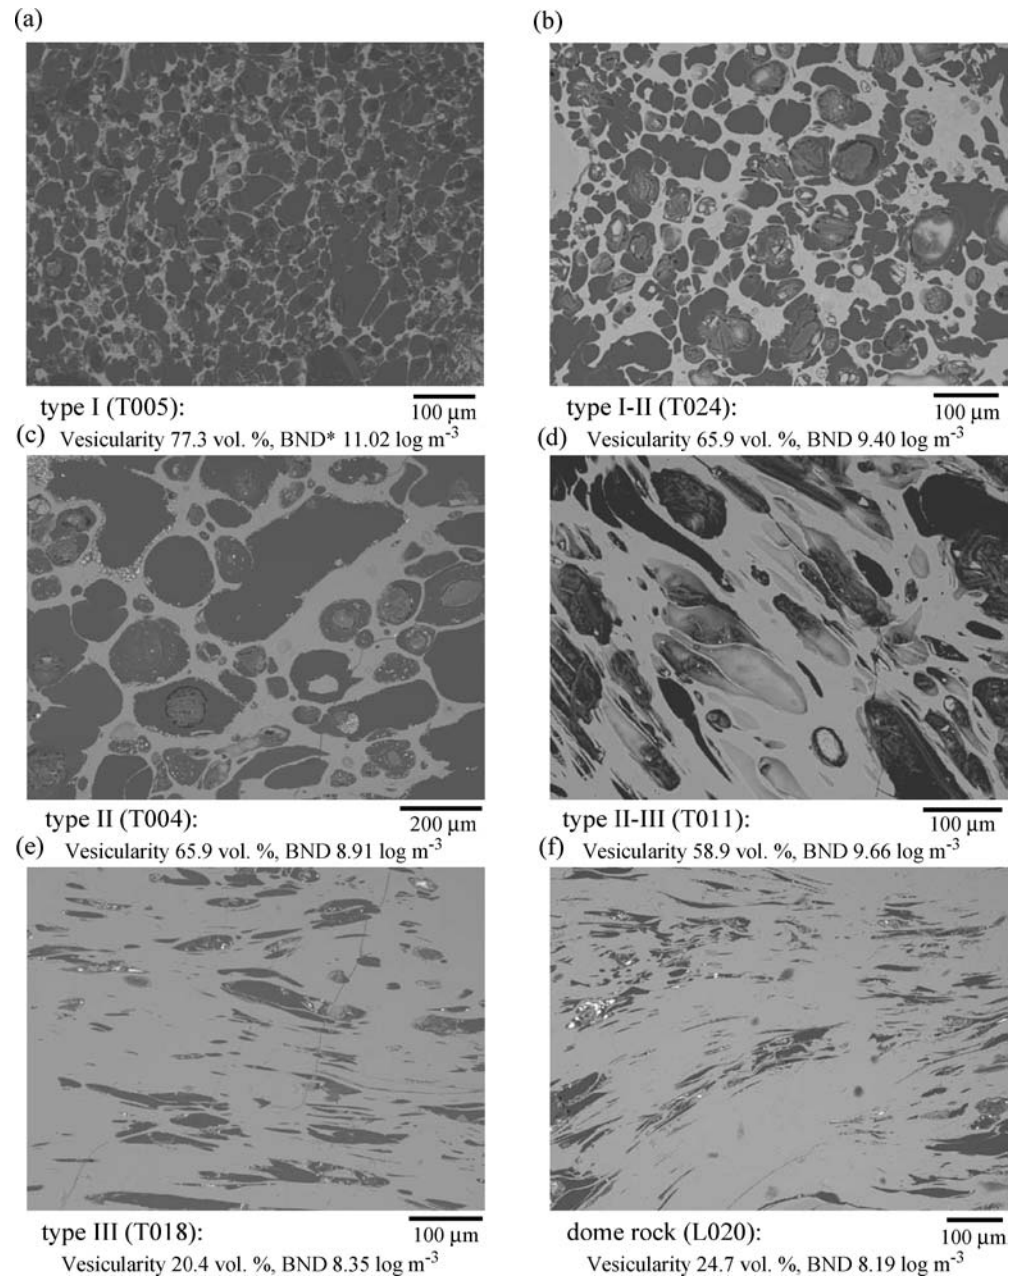 (a)
(b)
type I (T005):
100 μm
type I-II (T024):
100 μm
(c) Vesicularity 77.3 vol. %, BND* 11.02 log m⁻³
(d) Vesicularity 65.9 vol. %, BND 9.40 log m⁻³
type II (T004):
200 μm
type II-III (T011):
100 μm
(e) Vesicularity 65.9 vol. %, BND 8.91 log m⁻³
(f) Vesicularity 58.9 vol. %, BND 9.66 log m⁻³
type III (T018):
100 μm
dome rock (L020):
100 μm
Vesicularity 20.4 vol. %, BND 8.35 log m⁻³
Vesicularity 24.7 vol. %, BND 8.19 log m⁻³